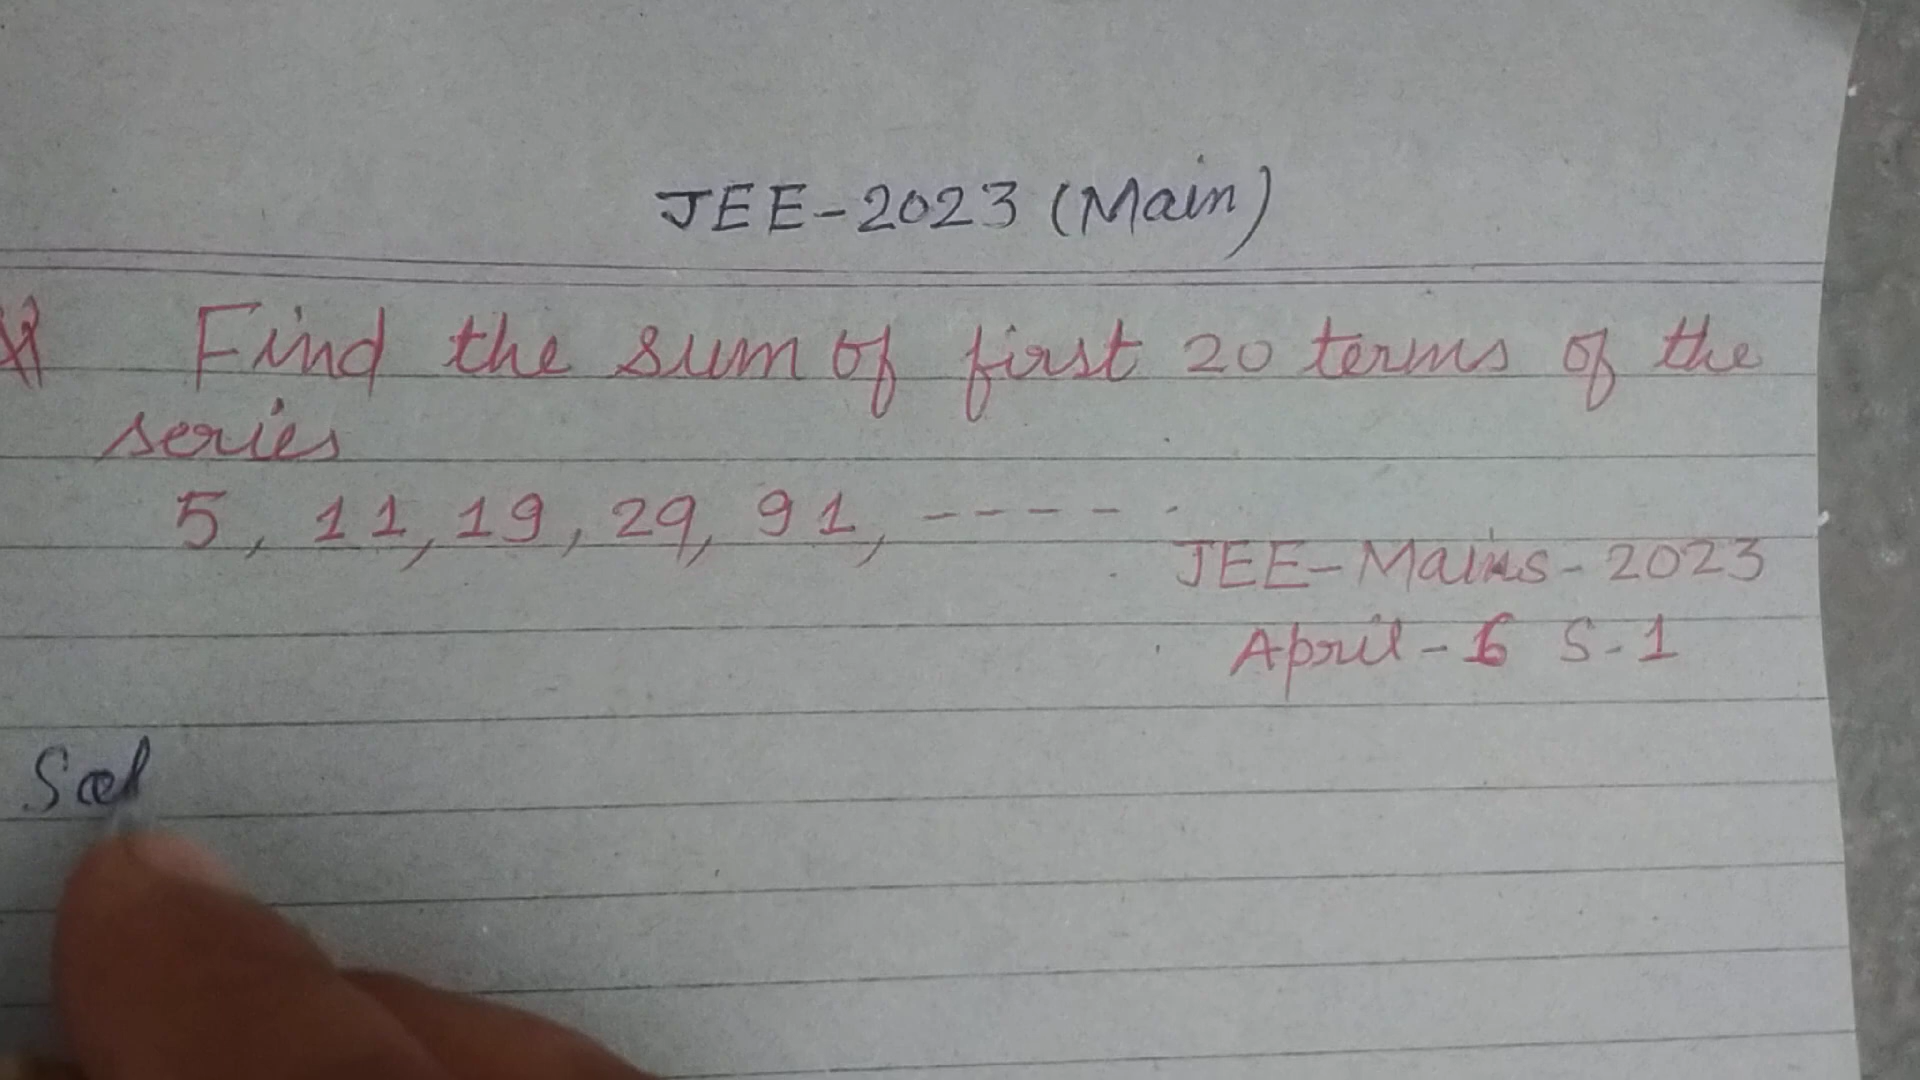 JEE-2023 (Main)
Find the sum of first 20 terms of the
series
5, 11, 19, 29, 91, -----
JEE-Mains-2023
April-6 S-1
Sol